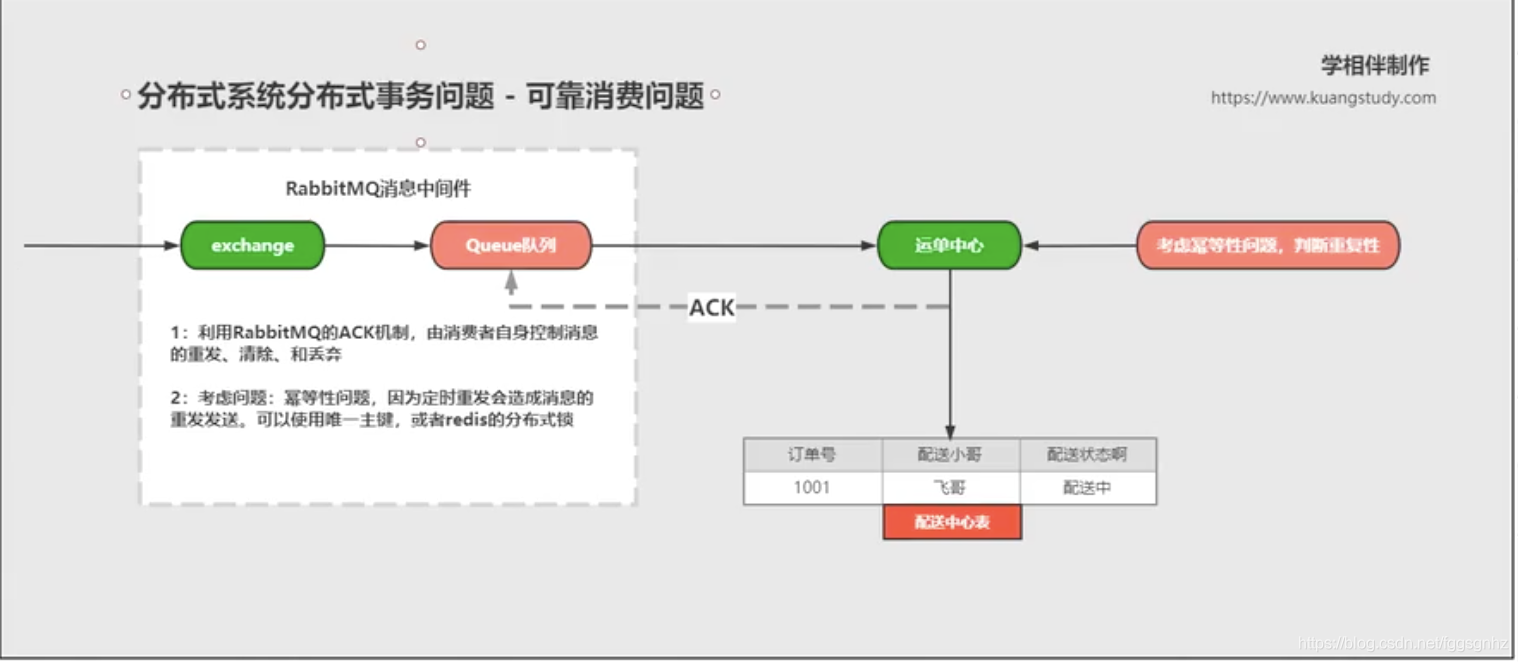 学相伴制作
分布式系统分布式事务问题 - 可靠消费问题
https://www.kuangstudy.com
RabbitMQ消息中间件
exchange
Queue队列
运单中心
考虑幂等性问题，判断重复性
ACK
1：利用RabbitMQ的ACK机制，由消费者自身控制消息
的重发、清除、和丢弃
2：考虑问题：幂等性问题，因为定时重发会造成消息的
重发发送。可以使用唯一主键，或者redis的分布式锁
订单号 配送小哥 配送状态啊
1001 飞哥 配送中
配送中心表
https://blog.csdn.net/fggsgnhz